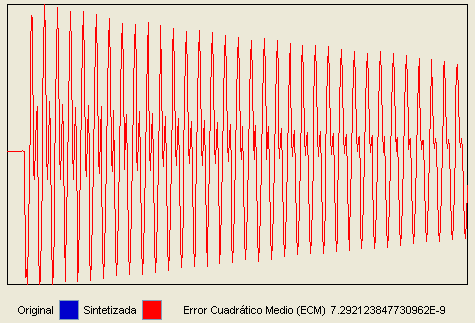 Original Sintetizada Error Cuadrático Medio (ECM) 7.292123847730962E-9